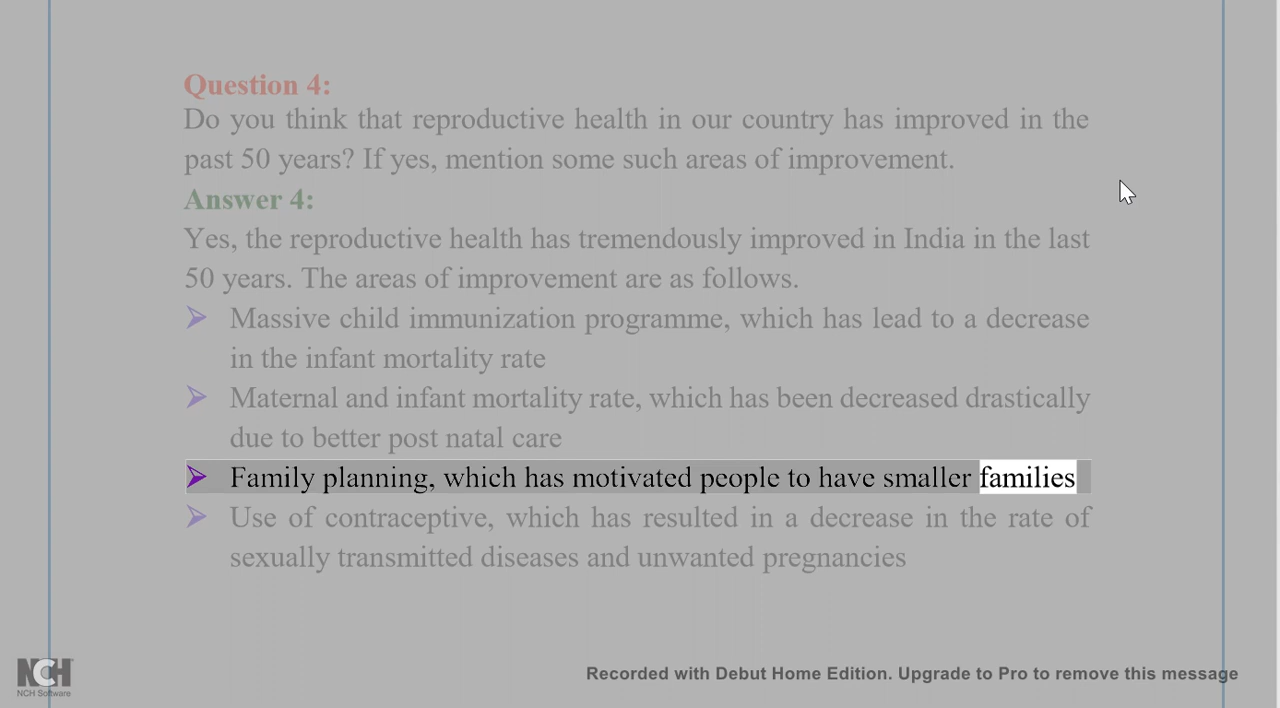 Question 4:
Do you think that reproductive health in our country has improved in the
past 50 years? If yes, mention some such areas of improvement.
Answer 4:
Yes, the reproductive health has tremendously improved in India in the last
50 years. The areas of improvement are as follows.
➢ Massive child immunization programme, which has lead to a decrease
in the infant mortality rate
➢ Maternal and infant mortality rate, which has been decreased drastically
due to better post natal care
➢ Family planning, which has motivated people to have smaller families
➢ Use of contraceptive, which has resulted in a decrease in the rate of
sexually transmitted diseases and unwanted pregnancies
NCH
NCH Software
Recorded with Debut Home Edition. Upgrade to Pro to remove this message